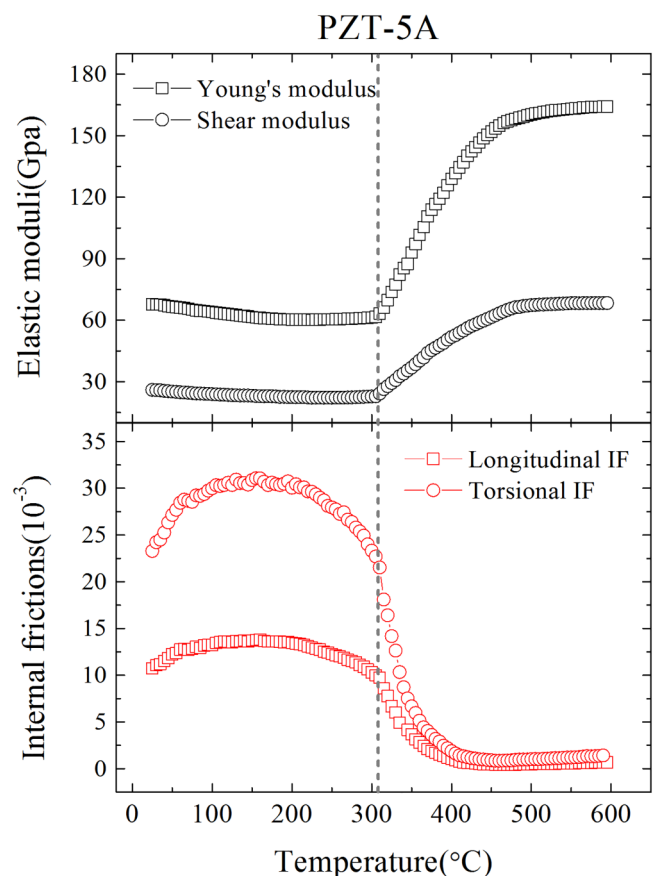 PZT-5A
180
150
120
90
60
30
Elastic moduli(Gpa)
Young's modulus
Shear modulus
35
30
25
20
15
10
5
0
Internal frictions(10⁻³)
Longitudinal IF
Torsional IF
0 100 200 300 400 500 600
Temperature(°C)